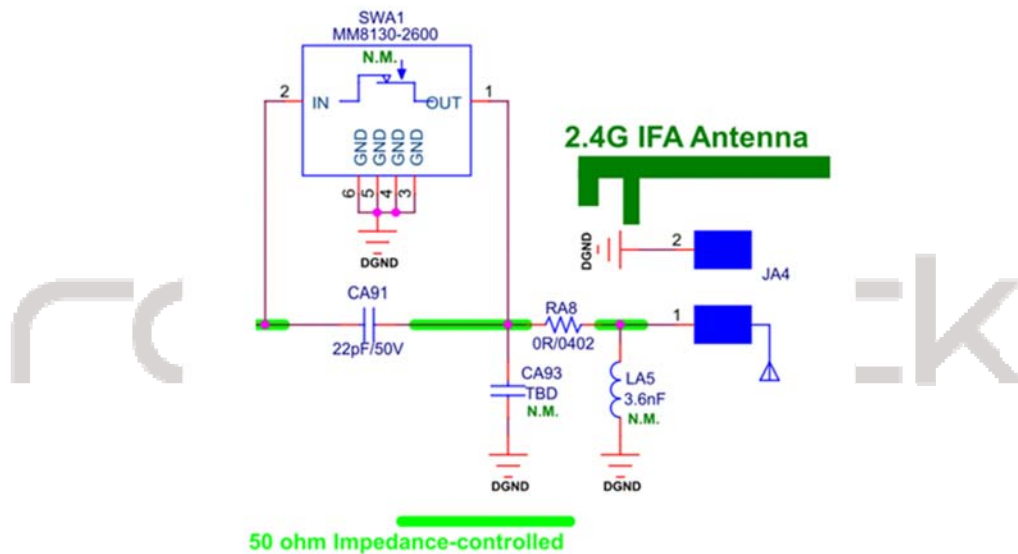 SWA1
MM8130-2600
N.M.
2 IN OUT 1
GND GND GND GND
6 5 4 3
DGND
2.4G IFA Antenna
DGND
2
JA4
CA91
22pF/50V
RA8
0R/0402
1
CA93
TBD
N.M.
LA5
3.6nF
N.M.
DGND
DGND
50 ohm Impedance-controlled